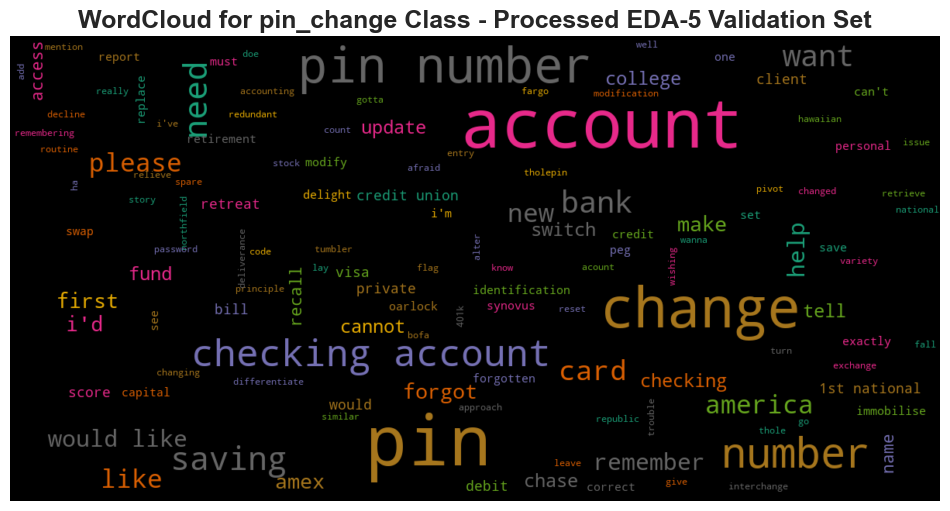 WordCloud for pin_change Class - Processed EDA-5 Validation Set
mention
add
access
report
really
replace
doe
must
need
accounting
pin number
fargo
gotta
well
college
modification
one
want
client
can't
decline
remembering
routine
i've
redundant
retirement
count
update
account
hawaiian
personal
issue
please
relieve
spare
ha
stock
modify
afraid
entry
tholepin
story
northfield
retreat
delight
credit union
i'm
new
bank
switch
pivot
changed
retrieve
national
make
set
wanna
credit
swap
password
deliverance
code
tumbler
alter
peg
help
save
variety
fund
principle
lay
visa
flag
know
acount
wishing
recall
private
identification
first
i'd
see
bill
oarlock
synovus
reset
change
tell
401k
cannot
bofa
checking account
turn
exactly
fall
exchange
changing
differentiate
forgot
forgotten
card
checking
1st national
score
capital
would
similar
approach
pin
republic
trouble
america
thole
go
immobilise
would like
saving
like
amex
debit
chase
leave
correct
remember
give
number
interchange
name